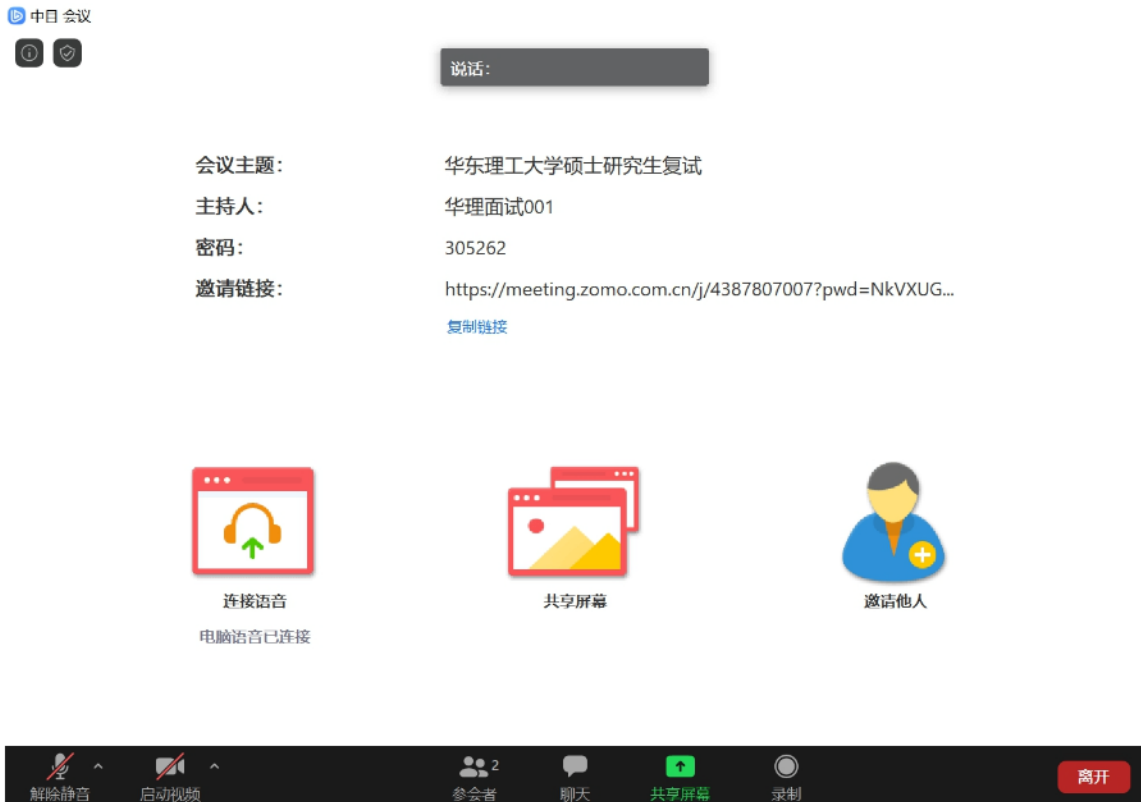 中目 会议
说话：
会议主题： 华东理工大学硕士研究生复试
主持人： 华理面试001
密码： 305262
邀请链接： https://meeting.zomo.com.cn/j/4387807007?pwd=NkVXUG...
复制链接
连接语音 共享屏幕 邀请他人
电脑语音已连接
2
解除静音 启动视频 参会者 聊天 共享屏幕 录制 离开